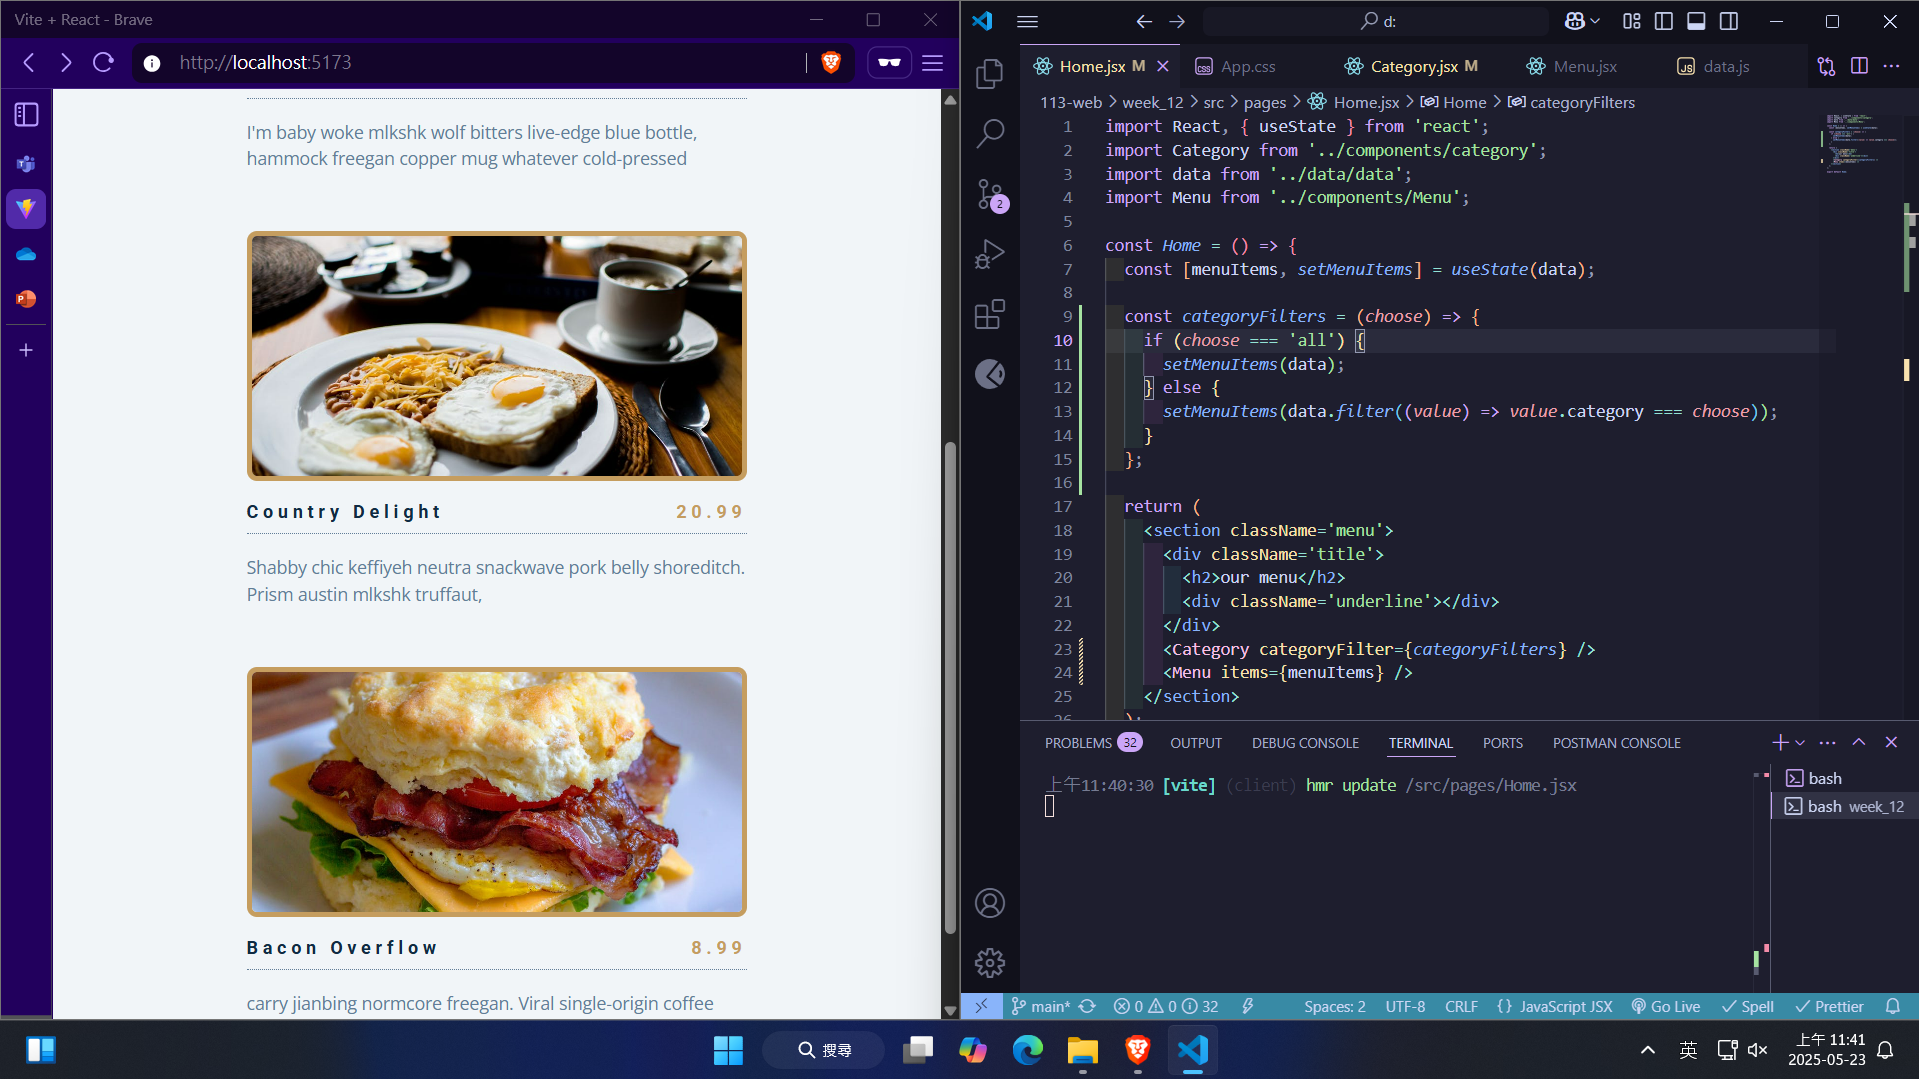 Vite + React - Brave
http://localhost:5173
I'm baby woke mlkshk wolf bitters live-edge blue bottle,
hammock freegan copper mug whatever cold-pressed
Country Delight 20.99
Shabby chic keffiyeh neutra snackwave pork belly shoreditch.
Prism austin mlkshk truffaut,
Bacon Overflow 8.99
carry jianbing normcore freegan. Viral single-origin coffee
d:
Home.jsx M
App.css
Category.jsx M
Menu.jsx
JS data.js
113-web > week_12 > src > pages > Home.jsx > Home > categoryFilters
1 import React, { useState } from 'react';
2 import Category from '../components/category';
3 import data from '../data/data';
4 import Menu from '../components/Menu';
5
6 const Home = () => {
7 const [menuItems, setMenuItems] = useState(data);
8
9 const categoryFilters = (choose) => {
10 if (choose === 'all') {
11 setMenuItems(data);
12 } else {
13 setMenuItems(data.filter((value) => value.category === choose));
14 }
15 };
16
17 return (
18 <section className='menu'>
19 <div className='title'>
20 <h2>our menu</h2>
21 <div className='underline'></div>
22 </div>
23 <Category categoryFilter={categoryFilters} />
24 <Menu items={menuItems} />
25 </section>
26 );
2
PROBLEMS 32 OUTPUT DEBUG CONSOLE TERMINAL PORTS POSTMAN CONSOLE
上午11:40:30 [vite] (client) hmr update /src/pages/Home.jsx
bash
bash week_12
main* 0 0 32 Spaces: 2 UTF-8 CRLF {} JavaScript JSX Go Live Spell Prettier
搜尋
英
上午 11:41
2025-05-23